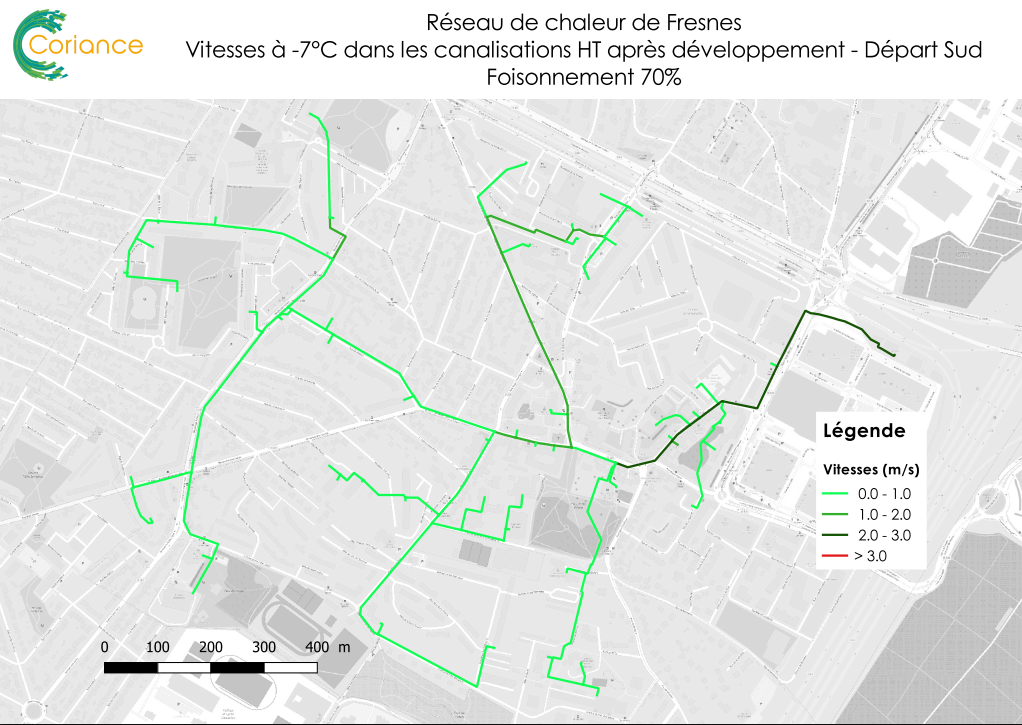 Coriance
Réseau de chaleur de Fresnes
Vitesses à -7°C dans les canalisations HT après développement - Départ Sud
Foisonnement 70%
Légende
Vitesses (m/s)
0.0 - 1.0
1.0 - 2.0
2.0 - 3.0
> 3.0
0 100 200 300 400 m